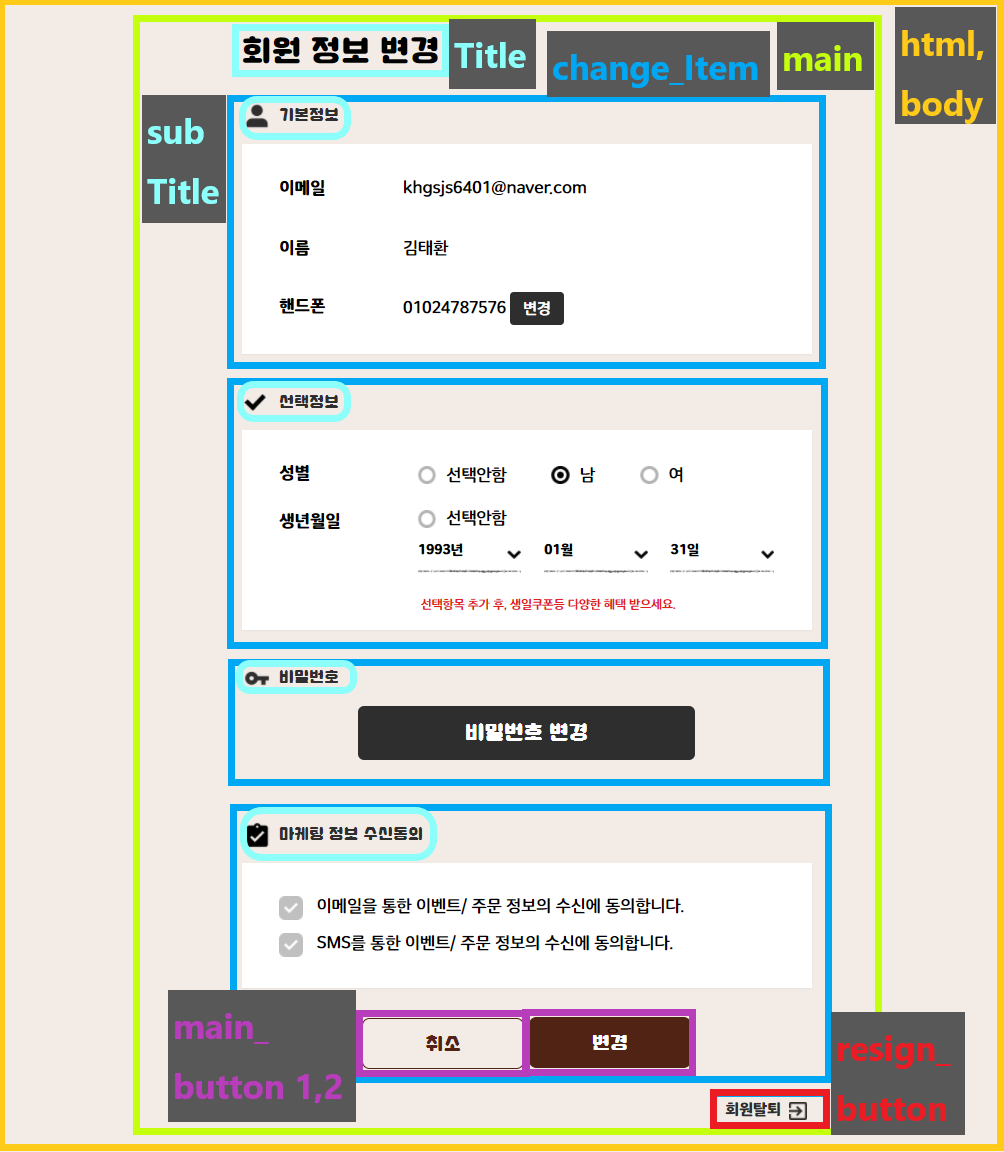 회원 정보 변경
Title
change_Item
main
html,
body
sub
Title
기본정보
이메일 khgsjs6401@naver.com
이름 김태환
핸드폰 01024787576 변경
선택정보
성별 선택안함 남 여
생년월일 선택안함
1993년 01월 31일
선택항목 추가 후, 생일쿠폰등 다양한 혜택 받으세요.
비밀번호
비밀번호 변경
마케팅 정보 수신동의
이메일을 통한 이벤트/ 주문 정보의 수신에 동의합니다.
SMS를 통한 이벤트/ 주문 정보의 수신에 동의합니다.
main_
button 1,2
취소 변경
resign_
button
회원탈퇴